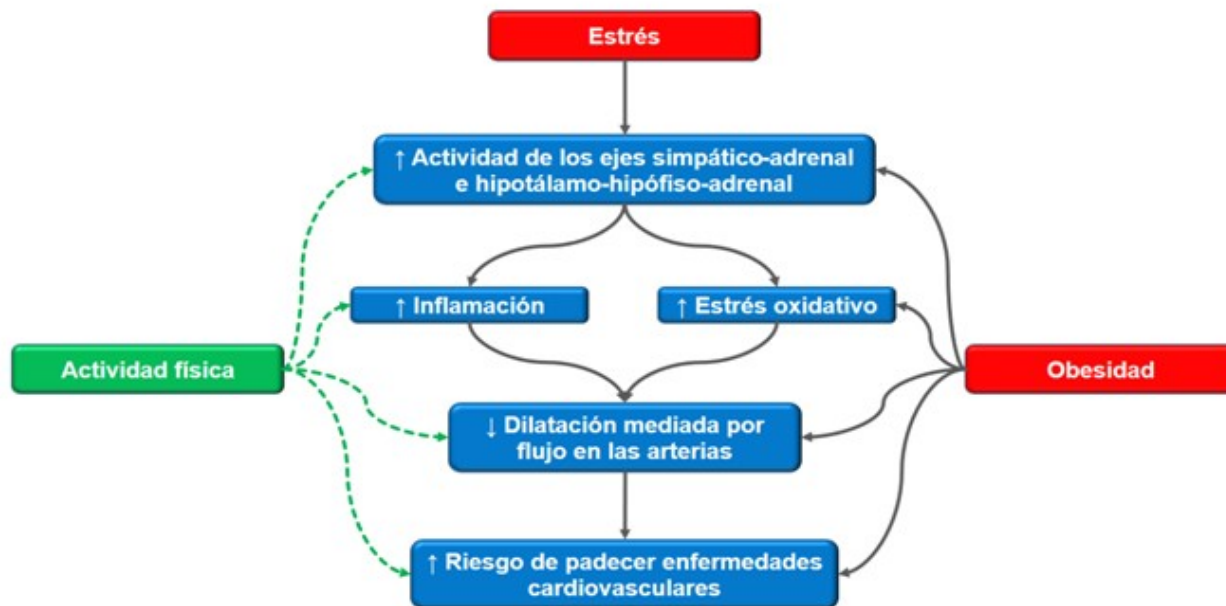 Estrés
↑ Actividad de los ejes simpático-adrenal
e hipotálamo-hipófiso-adrenal
↑ Inflamación
↑ Estrés oxidativo
Actividad física
Obesidad
↓ Dilatación mediada por
flujo en las arterias
↑ Riesgo de padecer enfermedades
cardiovasculares